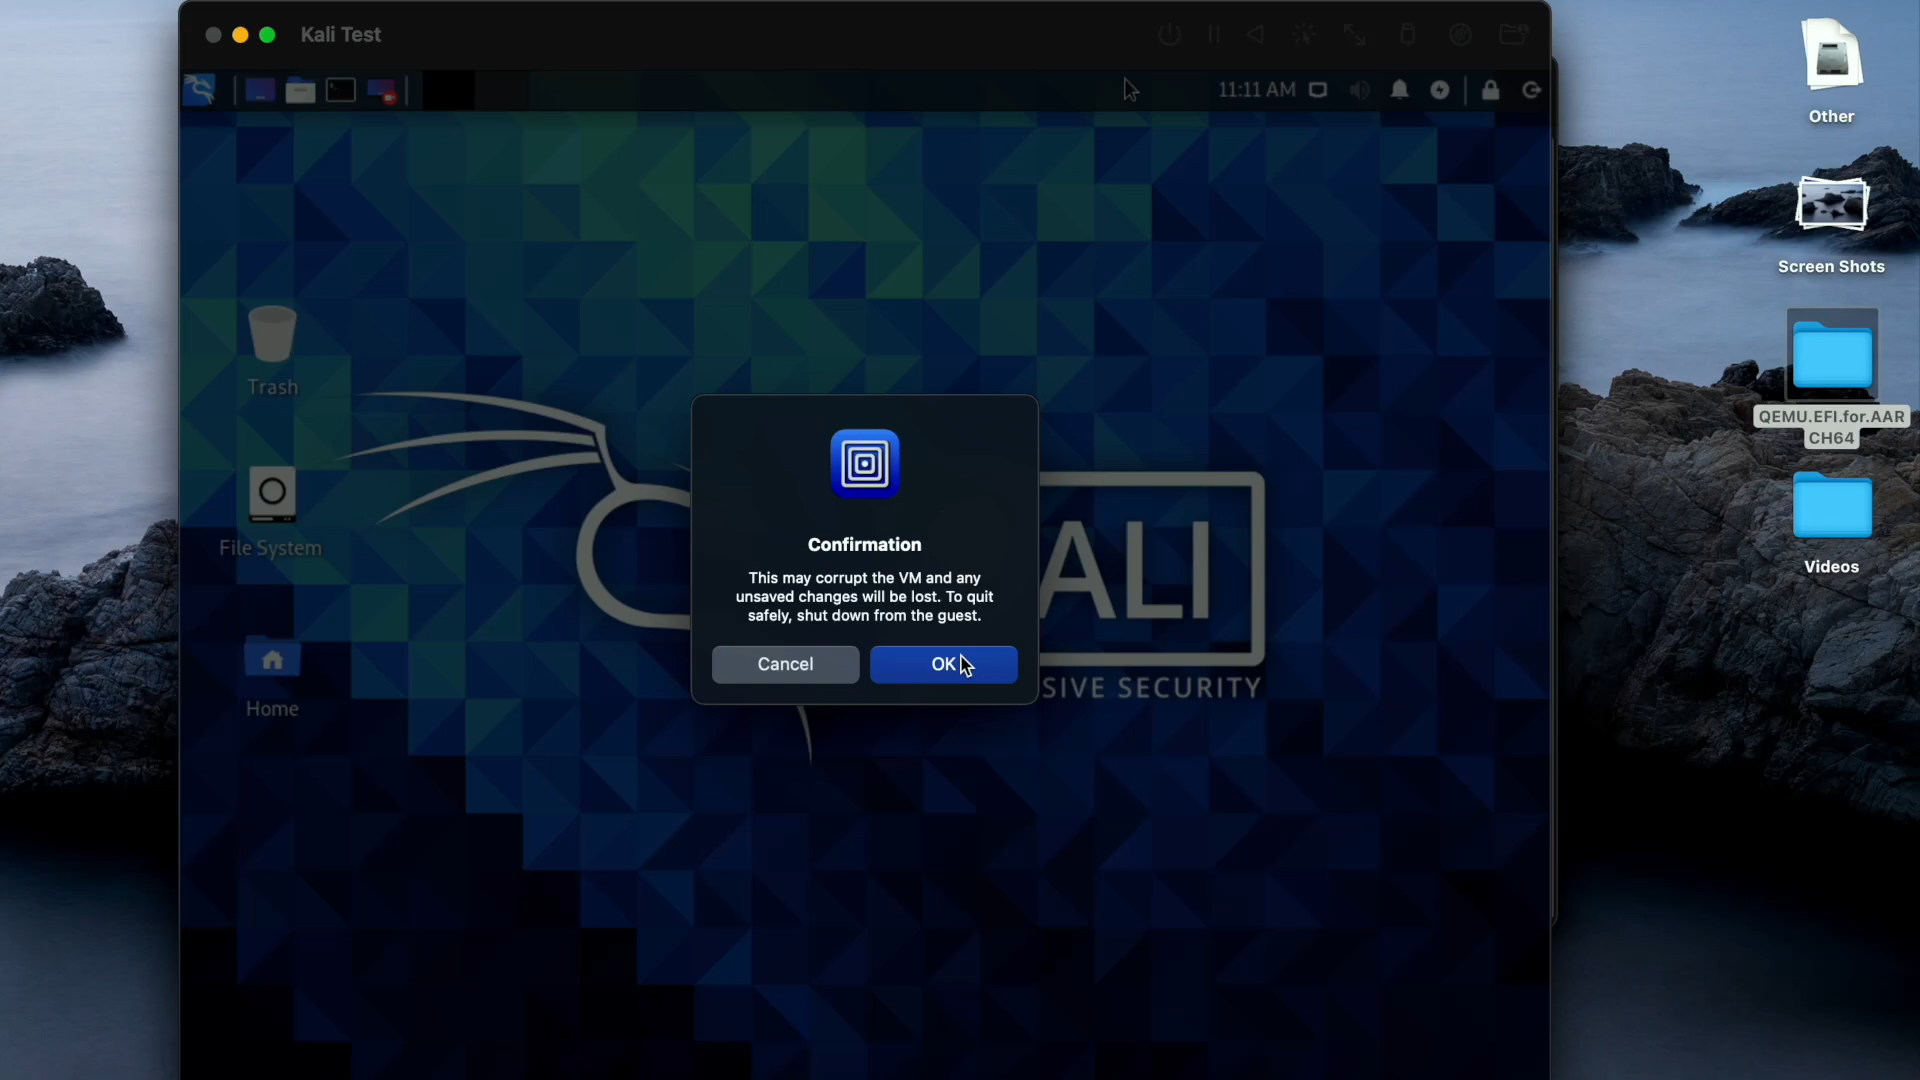 Kali Test
11:11 AM
Other
Screen Shots
QEMU.EFI.for.AAR
CH64
Videos
Trash
File System
Home
ALI
SIVE SECURITY
Confirmation
This may corrupt the VM and any
unsaved changes will be lost. To quit
safely, shut down from the guest.
Cancel
OK